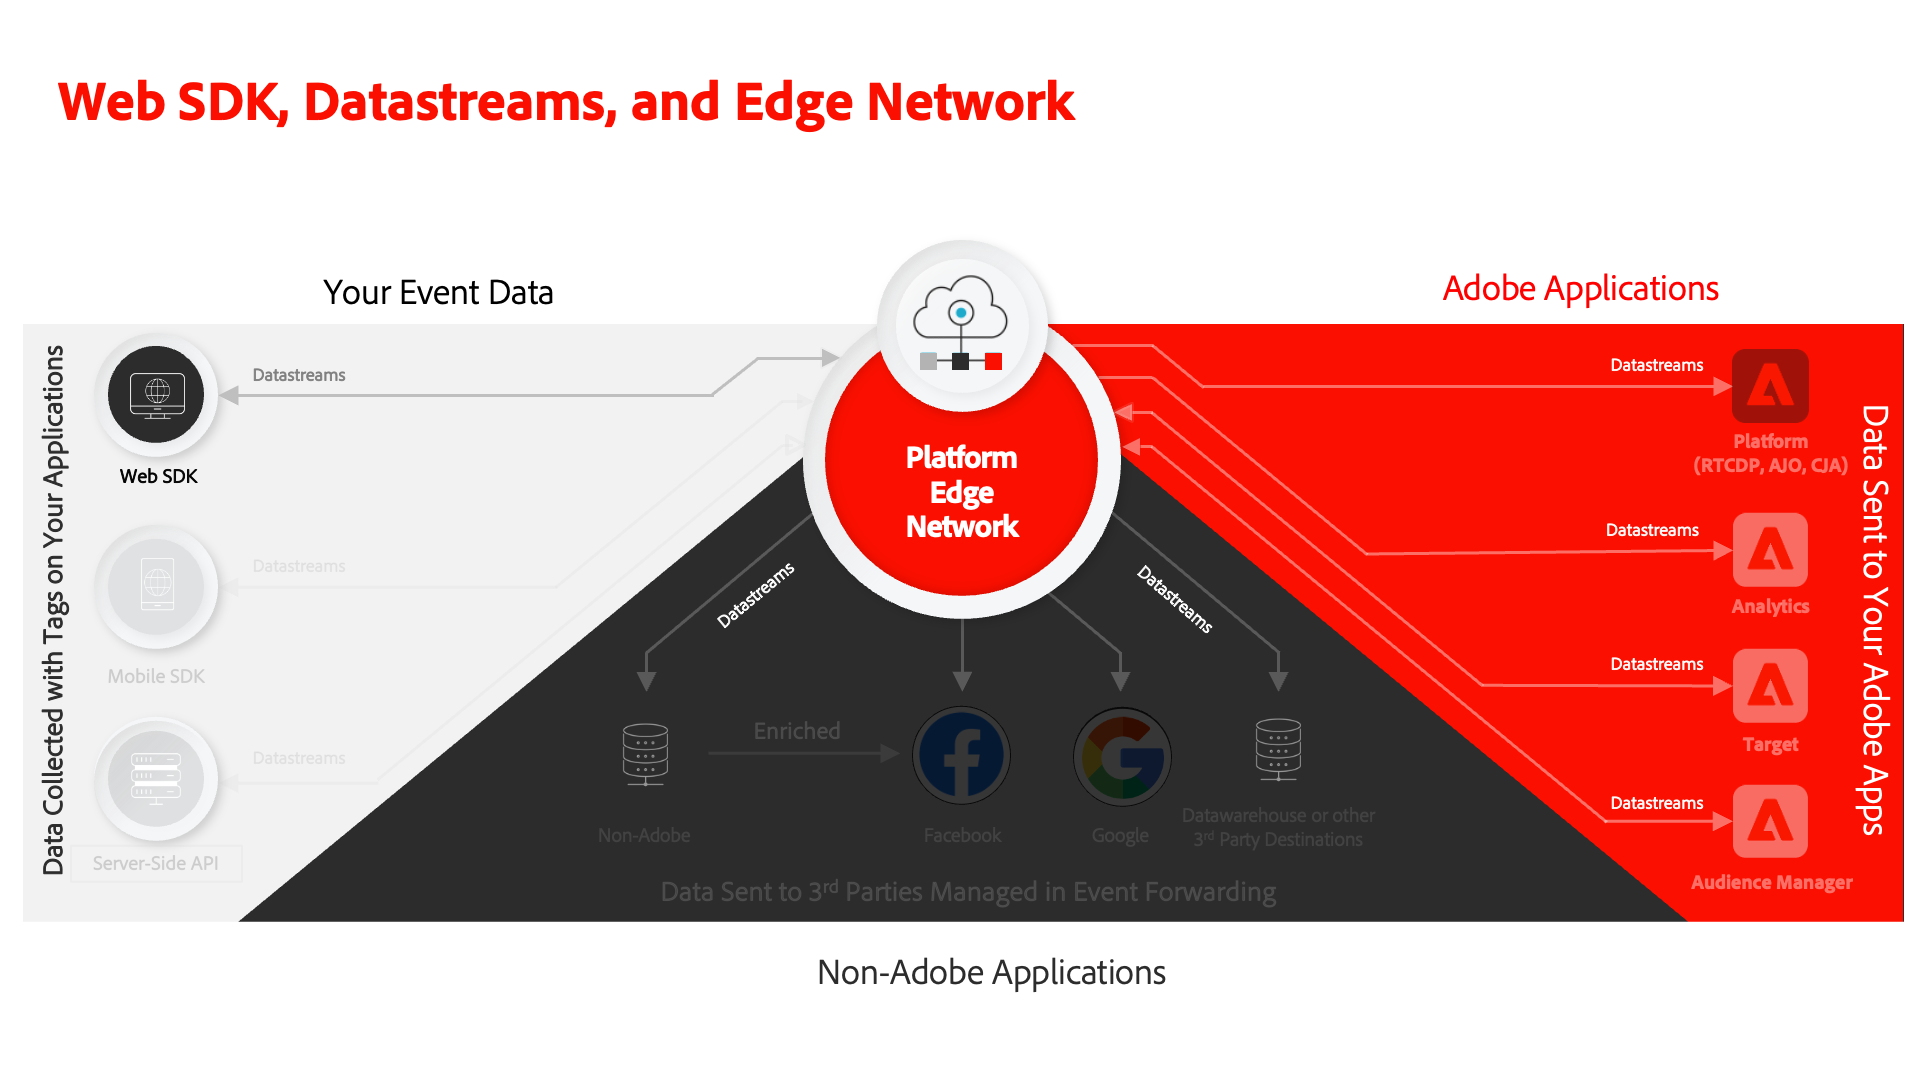 Web SDK, Datastreams, and Edge Network
Your Event Data
Adobe Applications
Data Collected with Tags on Your Applications
Datastreams
Web SDK
Datastreams
Mobile SDK
Datastreams
Server-Side API
Platform
Edge
Network
Datastreams
Datastreams
Enriched
Non-Adobe
Facebook
Google
Datawarehouse or other
3rd Party Destinations
Data Sent to 3rd Parties Managed in Event Forwarding
Datastreams
Platform
(RTCDP, AJO, CJA)
Datastreams
Analytics
Datastreams
Target
Datastreams
Audience Manager
Data Sent to Your Adobe Apps
Non-Adobe Applications